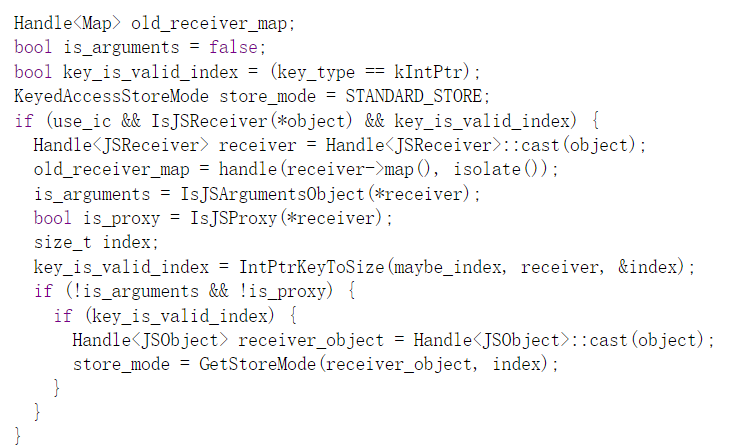 Handle<Map> old_receiver_map;
bool is_arguments = false;
bool key_is_valid_index = (key_type == kIntPtr);
KeyedAccessStoreMode store_mode = STANDARD_STORE;
if (use_ic && IsJSReceiver(*object) && key_is_valid_index) {
  Handle<JSReceiver> receiver = Handle<JSReceiver>::cast(object);
  old_receiver_map = handle(receiver->map(), isolate());
  is_arguments = IsJSArgumentsObject(*receiver);
  bool is_proxy = IsJSProxy(*receiver);
  size_t index;
  key_is_valid_index = IntPtrKeyToSize(maybe_index, receiver, &index);
  if (!is_arguments && !is_proxy) {
    if (key_is_valid_index) {
      Handle<JSObject> receiver_object = Handle<JSObject>::cast(object);
      store_mode = GetStoreMode(receiver_object, index);
    }
  }
}